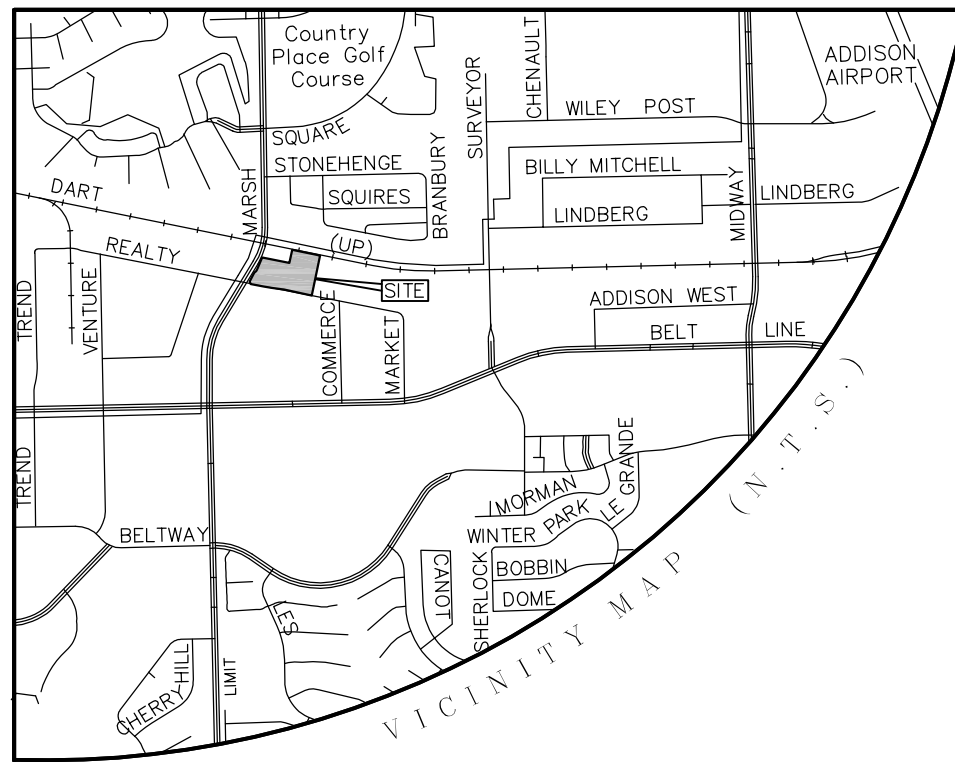 Country
Place Golf
Course
ADDISON
AIRPORT
SURVEYOR
CHENAULT
WILEY POST
SQUARE
STONEHENGE
BRANBURY
BILLY MITCHELL
MARSH
DART
SQUIRES
LINDBERG
MIDWAY
LINDBERG
(UP)
REALTY
SITE
TREND
VENTURE
COMMERCE
MARKET
ADDISON WEST
BELT LINE
TREND
GRANDE
MORMAN
LE
WINTER PARK
BELTWAY
BOBBIN
CANOT
SHERLOCK
DOME
LES
LIMIT
CHERRYHILL
VICINITY MAP (N.T.S.)